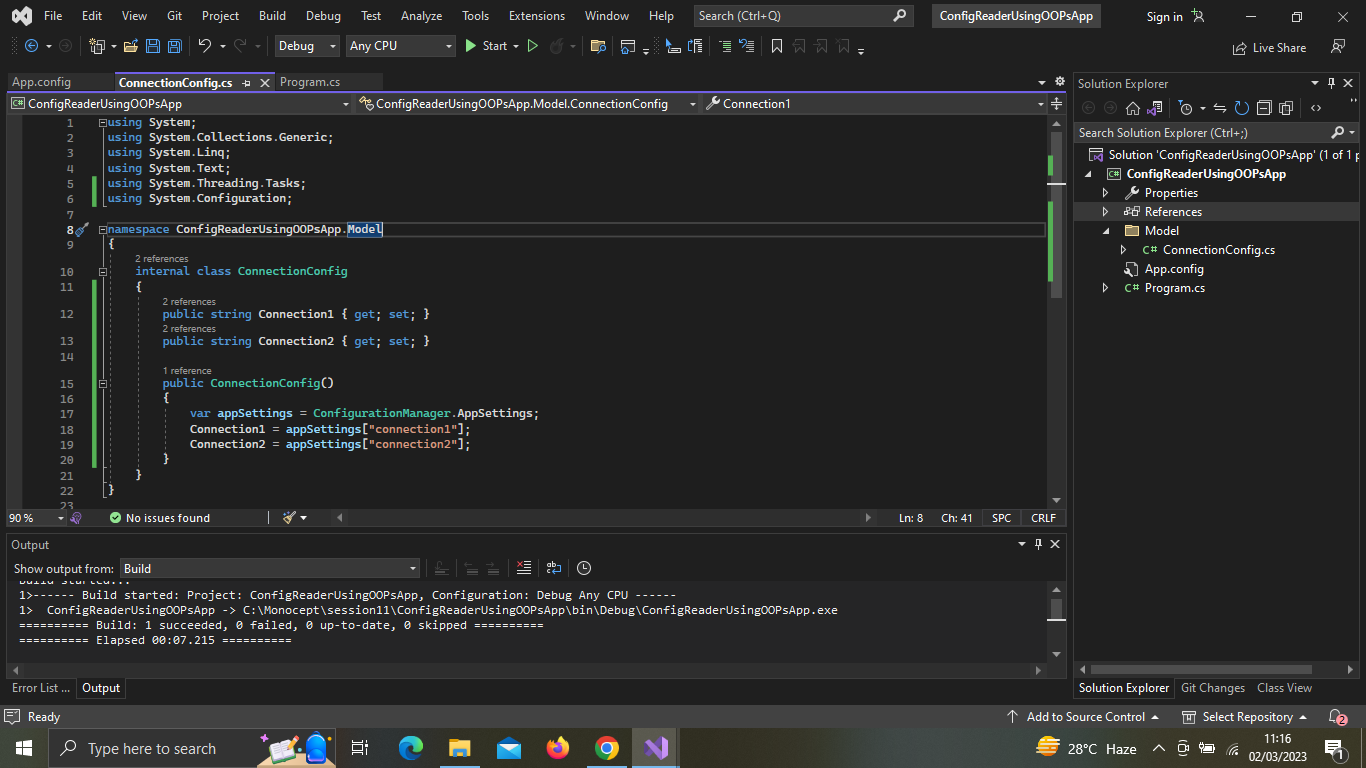 File Edit View Git Project Build Debug Test Analyze Tools Extensions Window Help Search (Ctrl+Q) ConfigReaderUsingOOPsApp Sign in
Debug Any CPU Start Live Share
App.config ConnectionConfig.cs Program.cs
ConfigReaderUsingOOPsApp ConfigReaderUsingOOPsApp.Model.ConnectionConfig Connection1
1 using System;
2 using System.Collections.Generic;
3 using System.Linq;
4 using System.Text;
5 using System.Threading.Tasks;
6 using System.Configuration;
7
8 namespace ConfigReaderUsingOOPsApp.Model
9 {
2 references
10 internal class ConnectionConfig
11 {
2 references
12 public string Connection1 { get; set; }
2 references
13 public string Connection2 { get; set; }
14
1 reference
15 public ConnectionConfig()
16 {
17 var appSettings = ConfigurationManager.AppSettings;
18 Connection1 = appSettings["connection1"];
19 Connection2 = appSettings["connection2"];
20 }
21 }
22 }
23
90 % No issues found Ln: 8 Ch: 41 SPC CRLF
Output
Show output from: Build
Build started...
1>------ Build started: Project: ConfigReaderUsingOOPsApp, Configuration: Debug Any CPU ------
1> ConfigReaderUsingOOPsApp -> C:\Monocept\session11\ConfigReaderUsingOOPsApp\bin\Debug\ConfigReaderUsingOOPsApp.exe
========== Build: 1 succeeded, 0 failed, 0 up-to-date, 0 skipped ==========
========== Elapsed 00:07.215 ==========
Error List ... Output
Solution Explorer
Search Solution Explorer (Ctrl+;)
Solution 'ConfigReaderUsingOOPsApp' (1 of 1 p
ConfigReaderUsingOOPsApp
Properties
References
Model
ConnectionConfig.cs
App.config
Program.cs
Solution Explorer Git Changes Class View
Ready Add to Source Control Select Repository 2
Type here to search 28°C Haze 11:16
02/03/2023 1